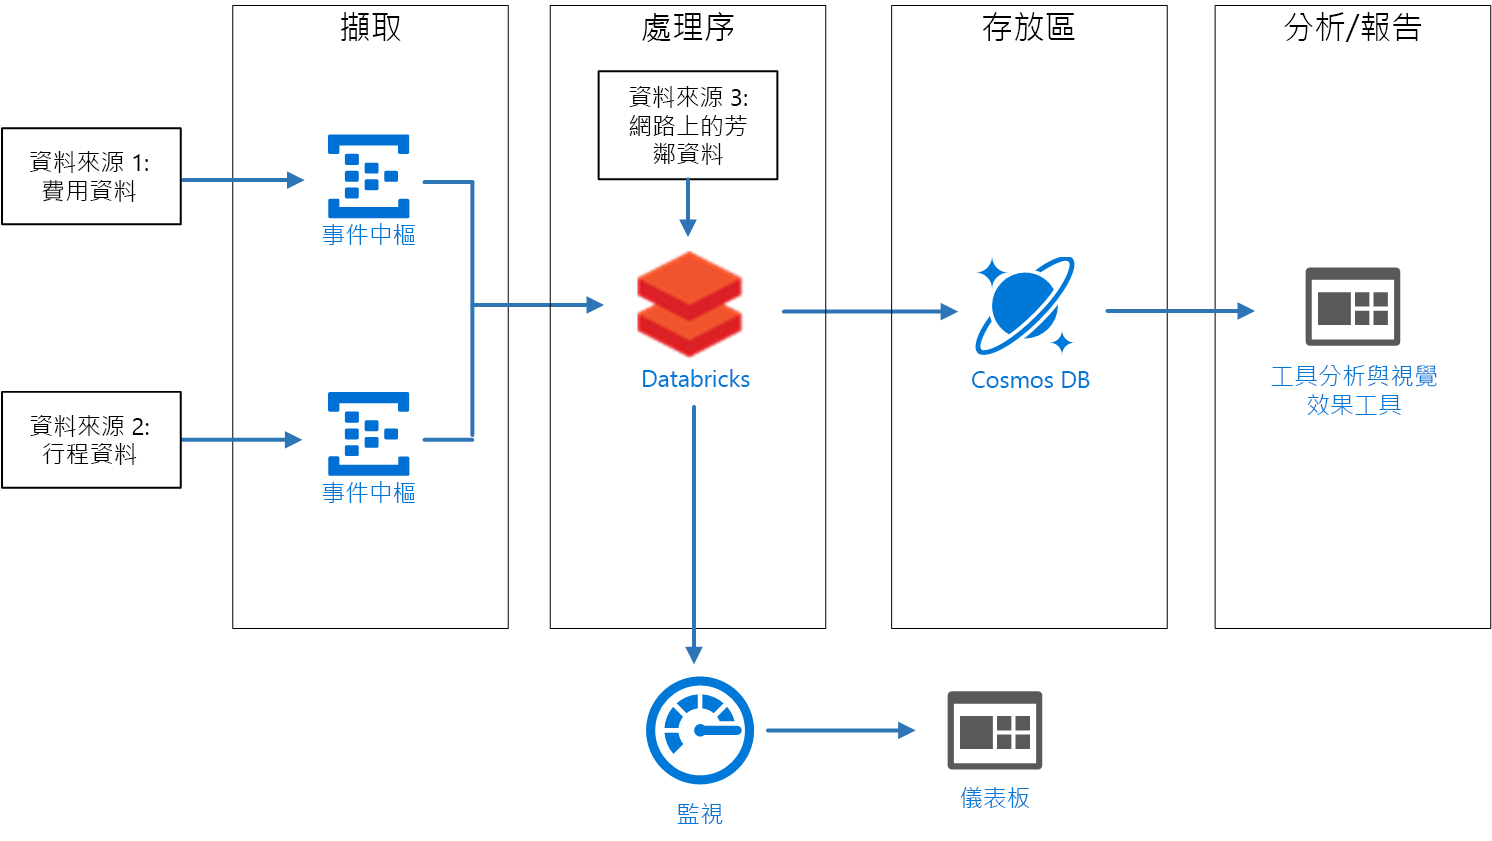 擷取
處理序
存放區
分析/報告
資料來源 3:
網路上的芳
鄰資料
資料來源 1:
費用資料
事件中樞
Databricks
Cosmos DB
工具分析與視覺
效果工具
資料來源 2:
行程資料
事件中樞
監視
儀表板